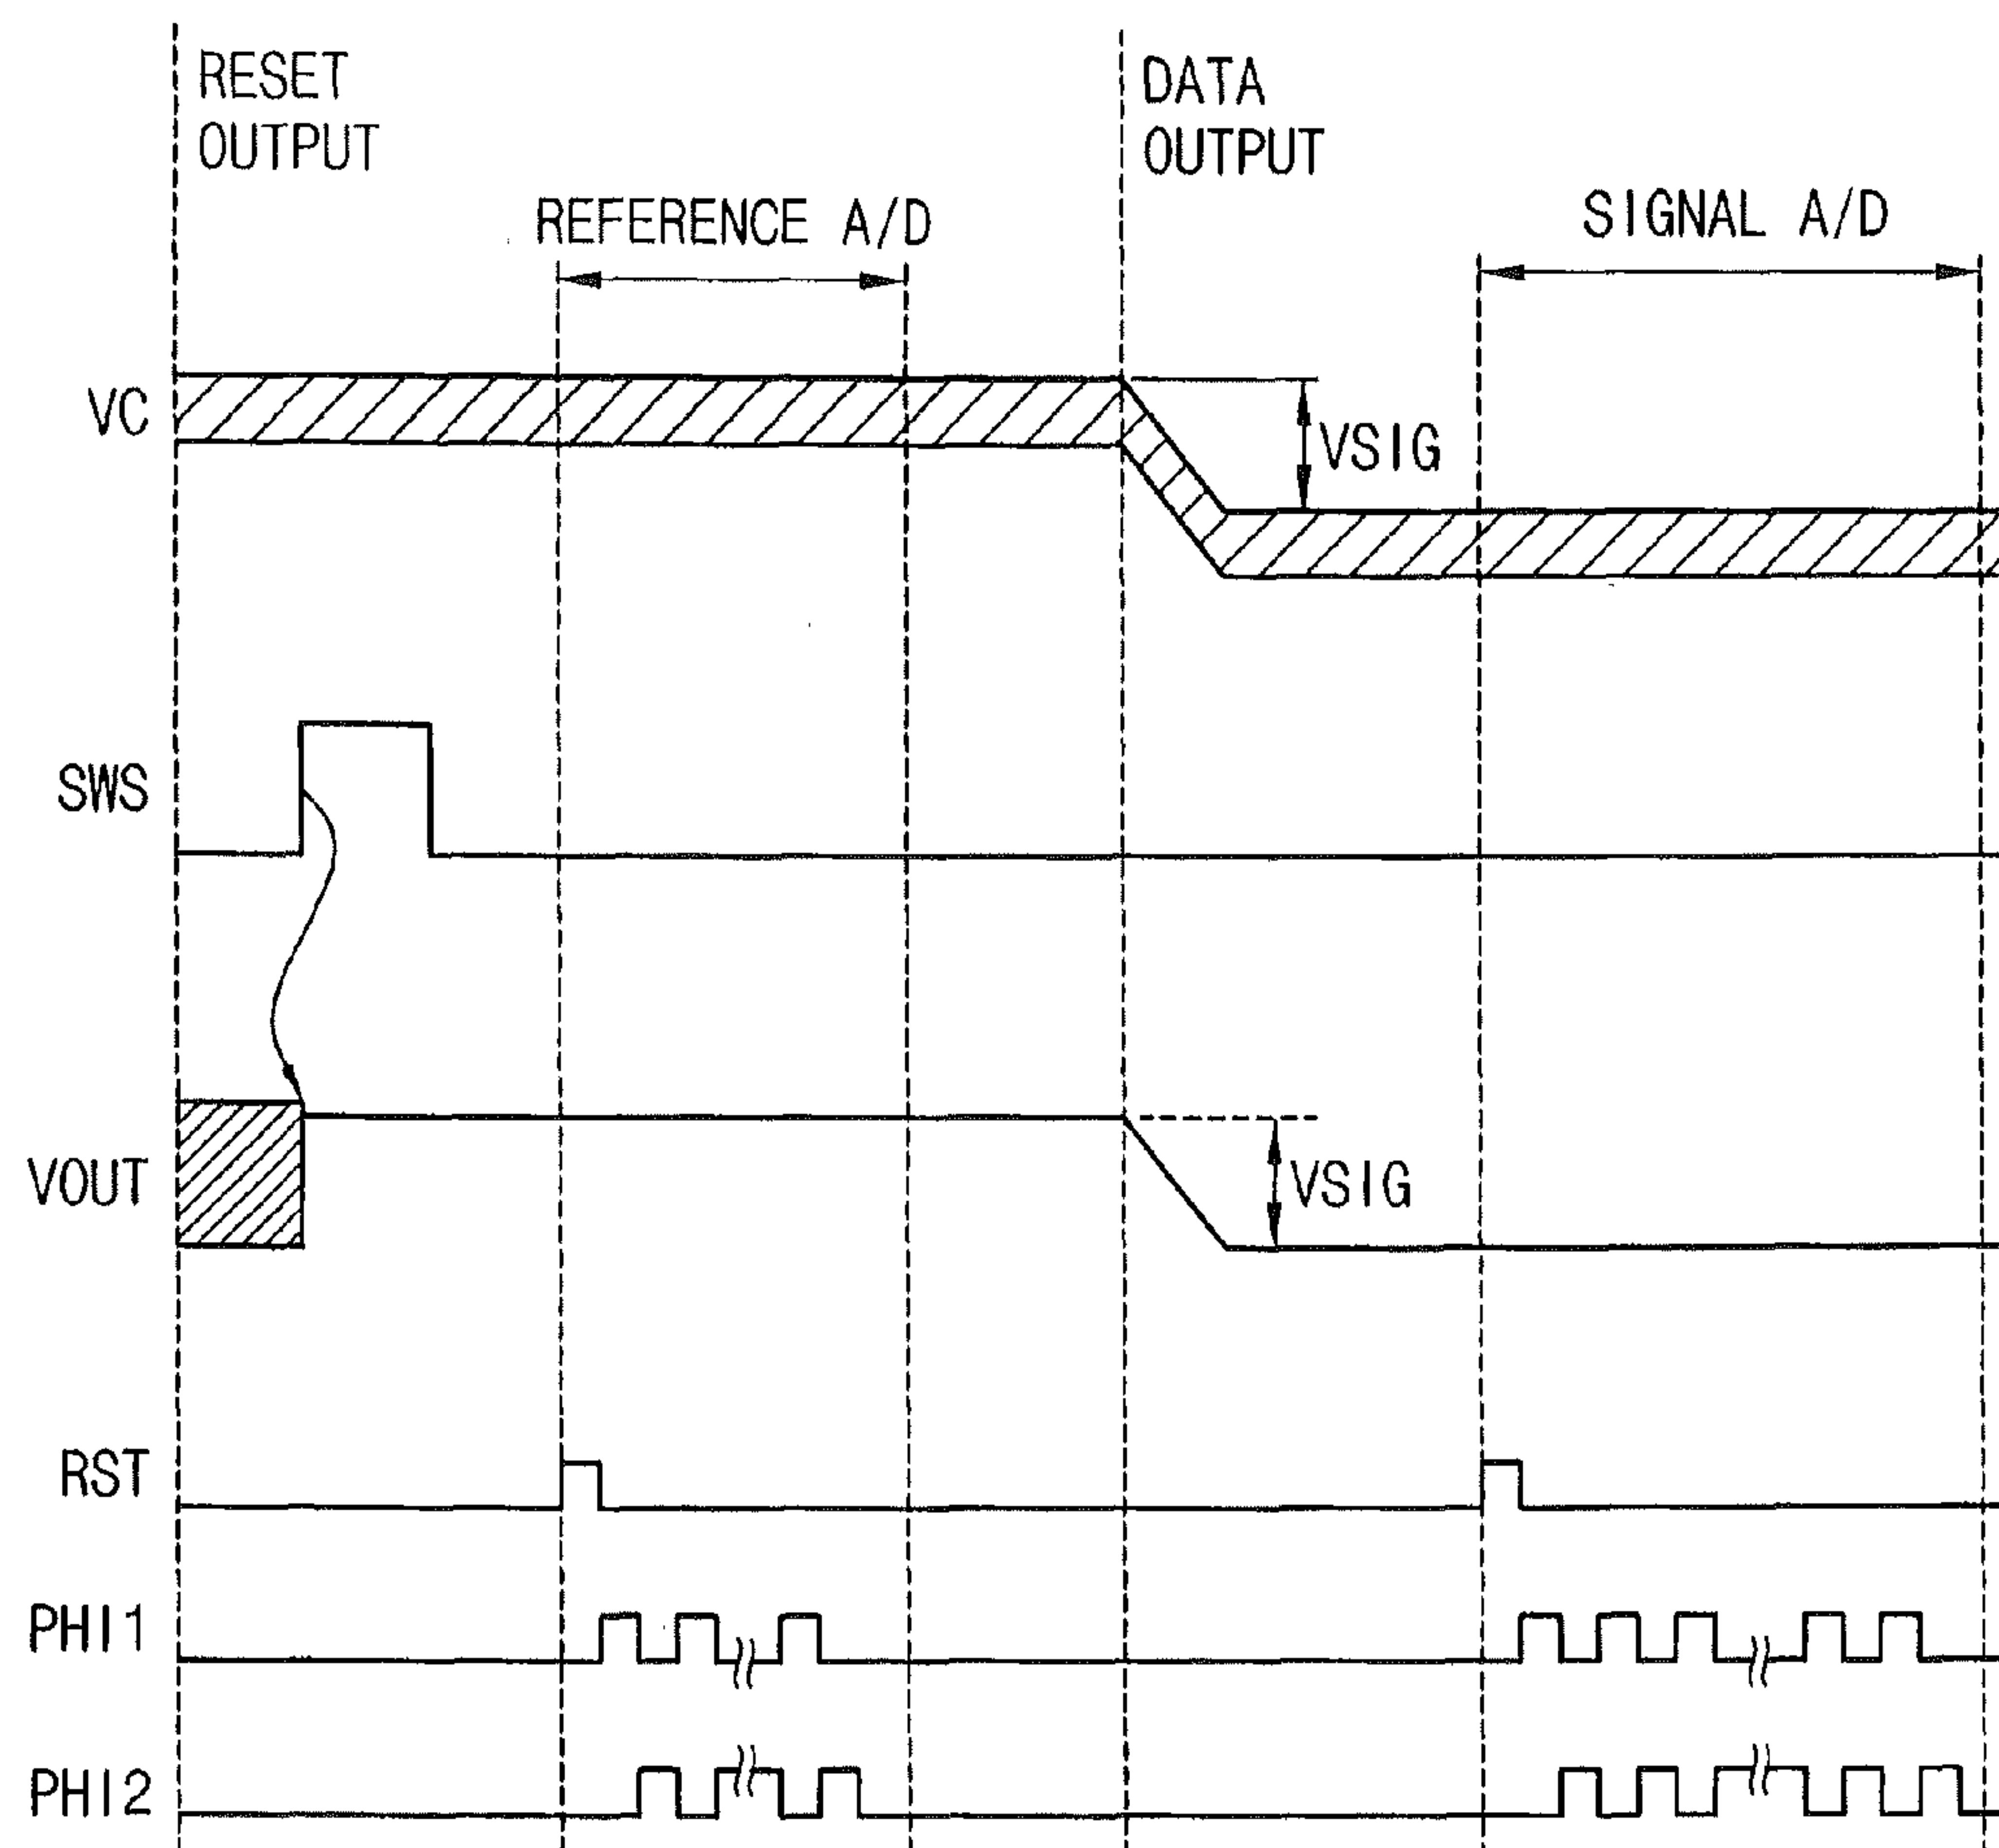 RESET
OUTPUT
DATA
OUTPUT
REFERENCE A/D
SIGNAL A/D
VC
VSIG
SWS
VOUT
VSIG
RST
PHI1
PHI2